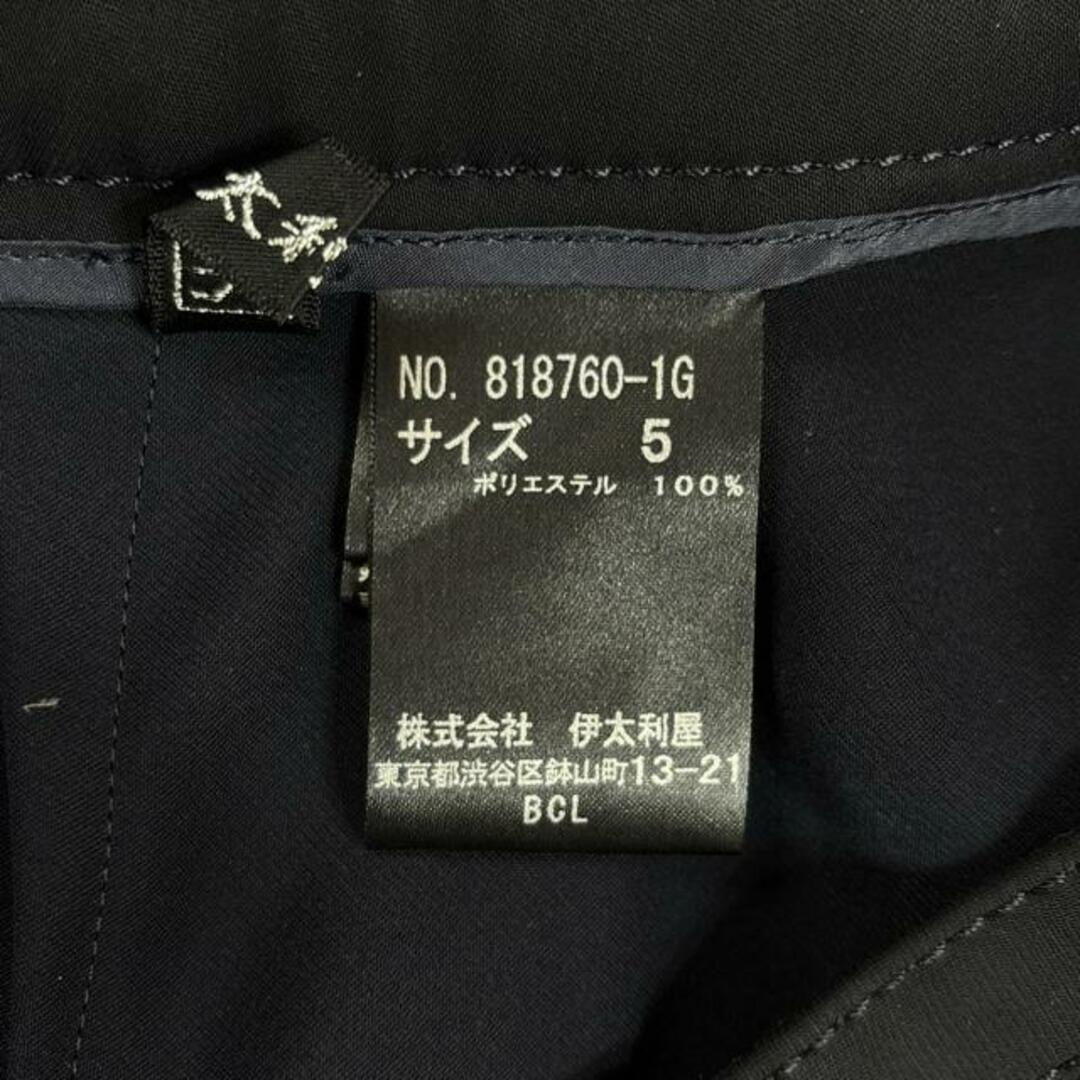 NO. 818760-1G
サイズ 5
ポリエステル 100%
株式会社 伊太利屋
東京都渋谷区鉢山町13-21
BCL